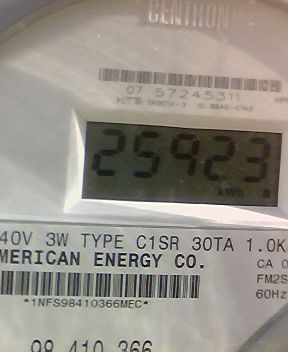 CENTRON
07 57245311
25923
kWh
40V 3W TYPE C1SR 30TA 1.0K
MERICAN ENERGY CO.
CA 0
FM2S
60Hz
*1NFS98410366MEC*
98 410 366